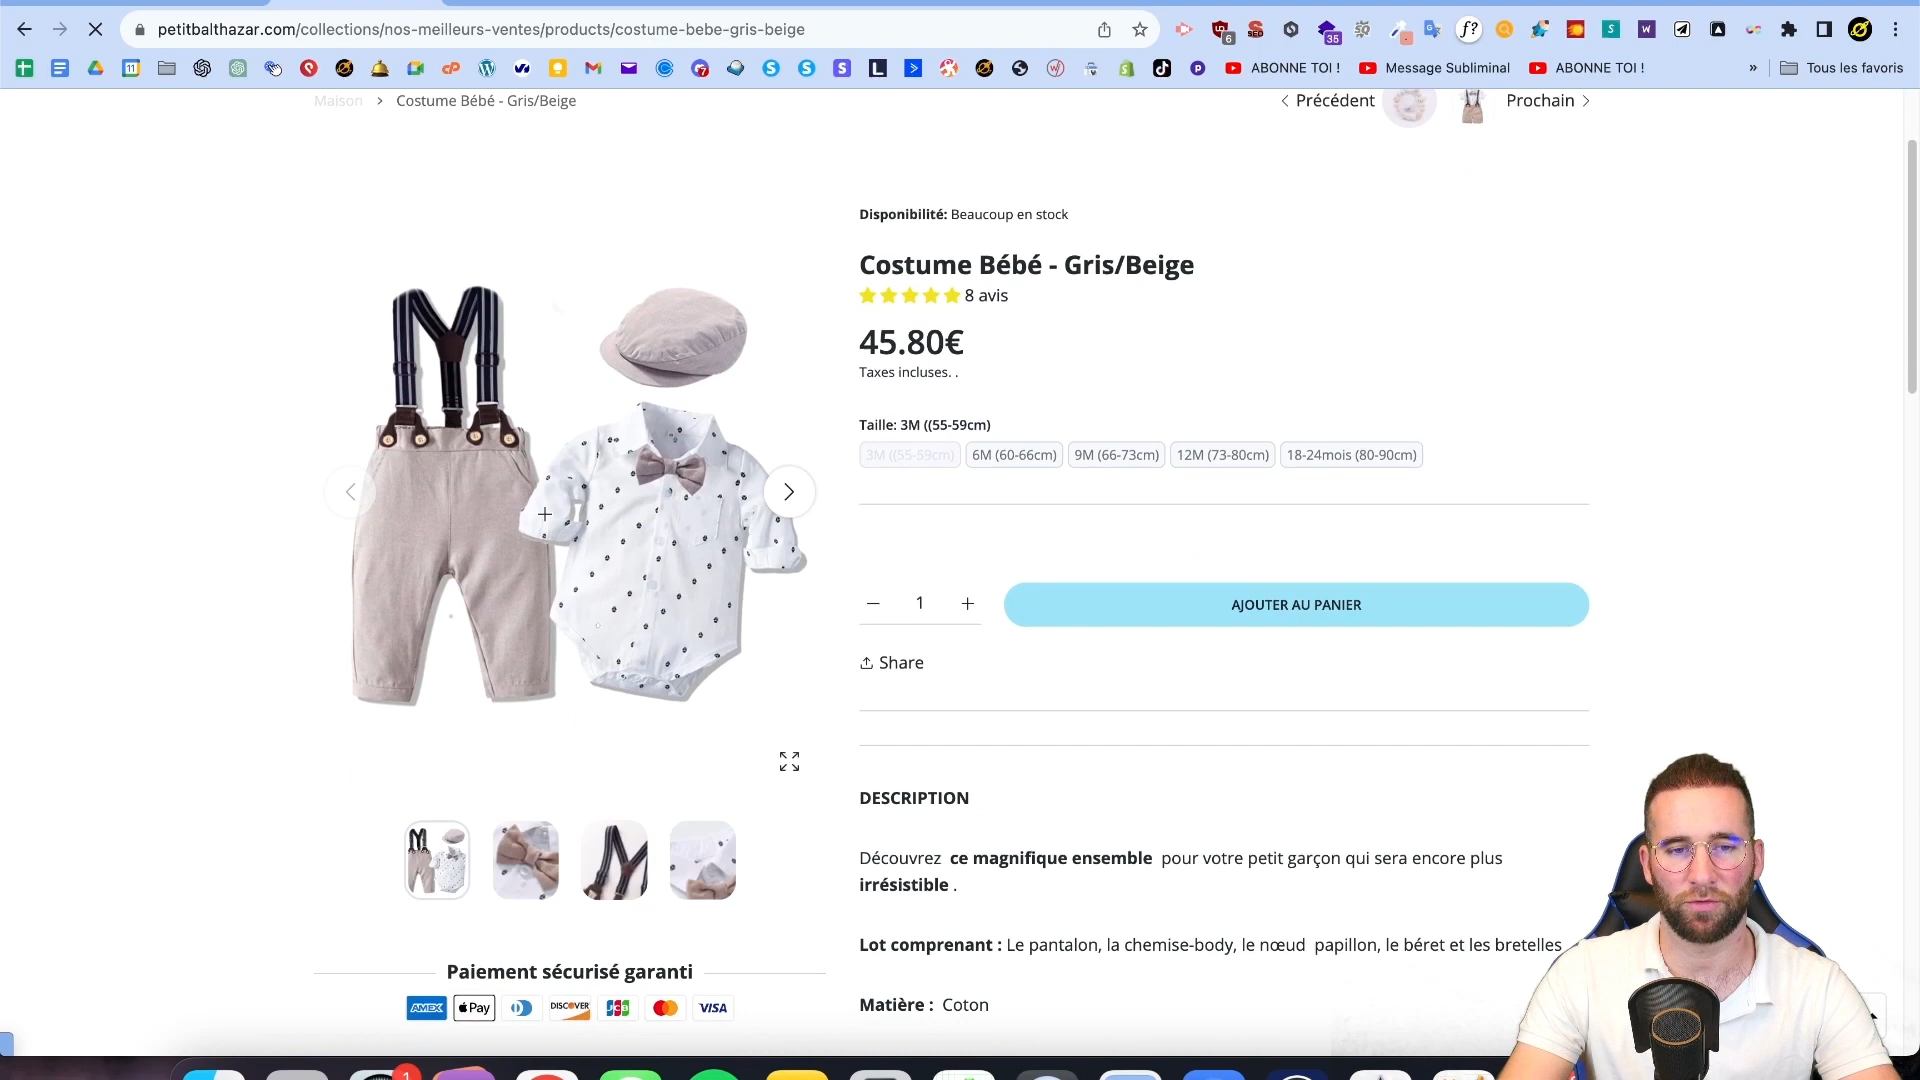 petitbalthazar.com/collections/nos-meilleurs-ventes/products/costume-bebe-gris-beige
6
35
ABONNE TOI !
Message Subliminal
ABONNE TOI !
»
Tous les favoris
Maison > Costume Bébé - Gris/Beige
Précédent
Prochain
Disponibilité: Beaucoup en stock
Costume Bébé - Gris/Beige
8 avis
45.80€
Taxes incluses. .
Taille: 3M ((55-59cm)
3M ((55-59cm)
6M (60-66cm)
9M (66-73cm)
12M (73-80cm)
18-24mois (80-90cm)
1
AJOUTER AU PANIER
Share
DESCRIPTION
Découvrez ce magnifique ensemble pour votre petit garçon qui sera encore plus
irrésistible .
Lot comprenant : Le pantalon, la chemise-body, le nœud papillon, le béret et les bretelles
Matière : Coton
Paiement sécurisé garanti
AMEX
Pay
DISCOVER
JCB
VISA
1